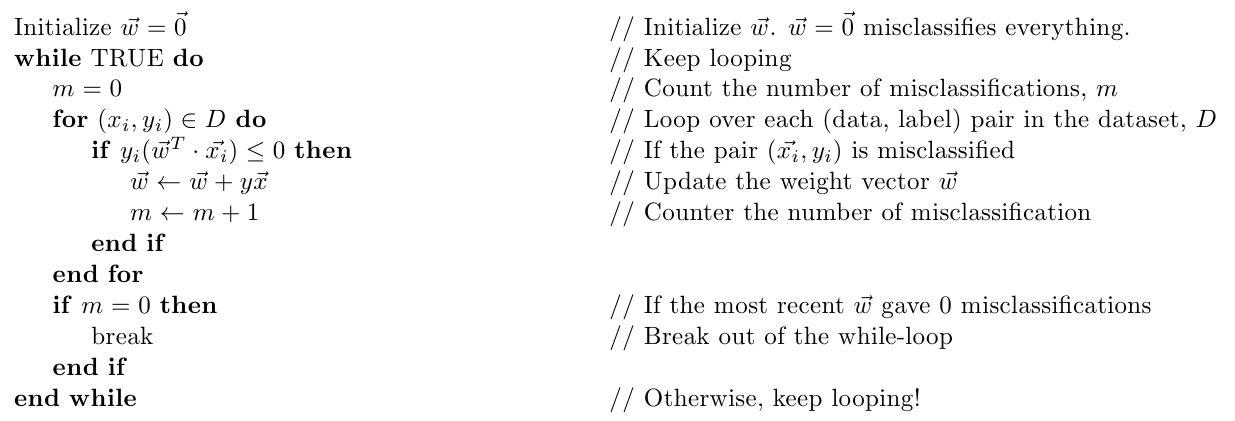 Initialize $\vec{w} = \vec{0}$ // Initialize $\vec{w}$. $\vec{w} = \vec{0}$ misclassifies everything.
while TRUE do // Keep looping
m = 0 // Count the number of misclassifications, m
for $(x_i, y_i) \in D$ do // Loop over each (data, label) pair in the dataset, D
if $y_i(\vec{w}^T \cdot \vec{x_i}) \leq 0$ then // If the pair $(\vec{x_i}, y_i)$ is misclassified
$\vec{w} \leftarrow \vec{w} + y\vec{x}$ // Update the weight vector $\vec{w}$
$m \leftarrow m + 1$ // Counter the number of misclassification
end if
end for
if m = 0 then // If the most recent $\vec{w}$ gave 0 misclassifications
break // Break out of the while-loop
end if
end while // Otherwise, keep looping!